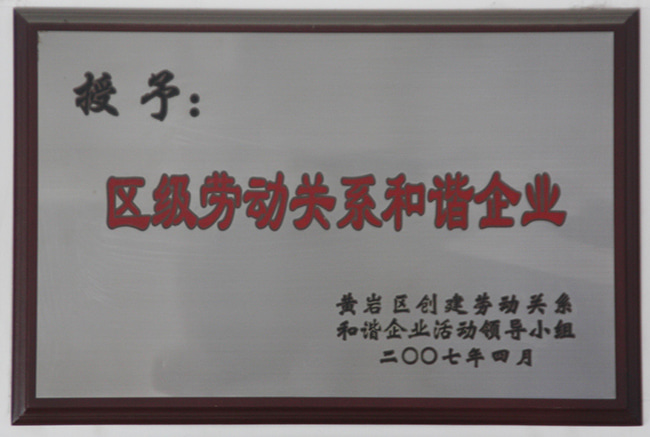 授予：
区级劳动关系和谐企业
黄岩区创建劳动关系
和谐企业活动领导小组
二〇〇七年四月